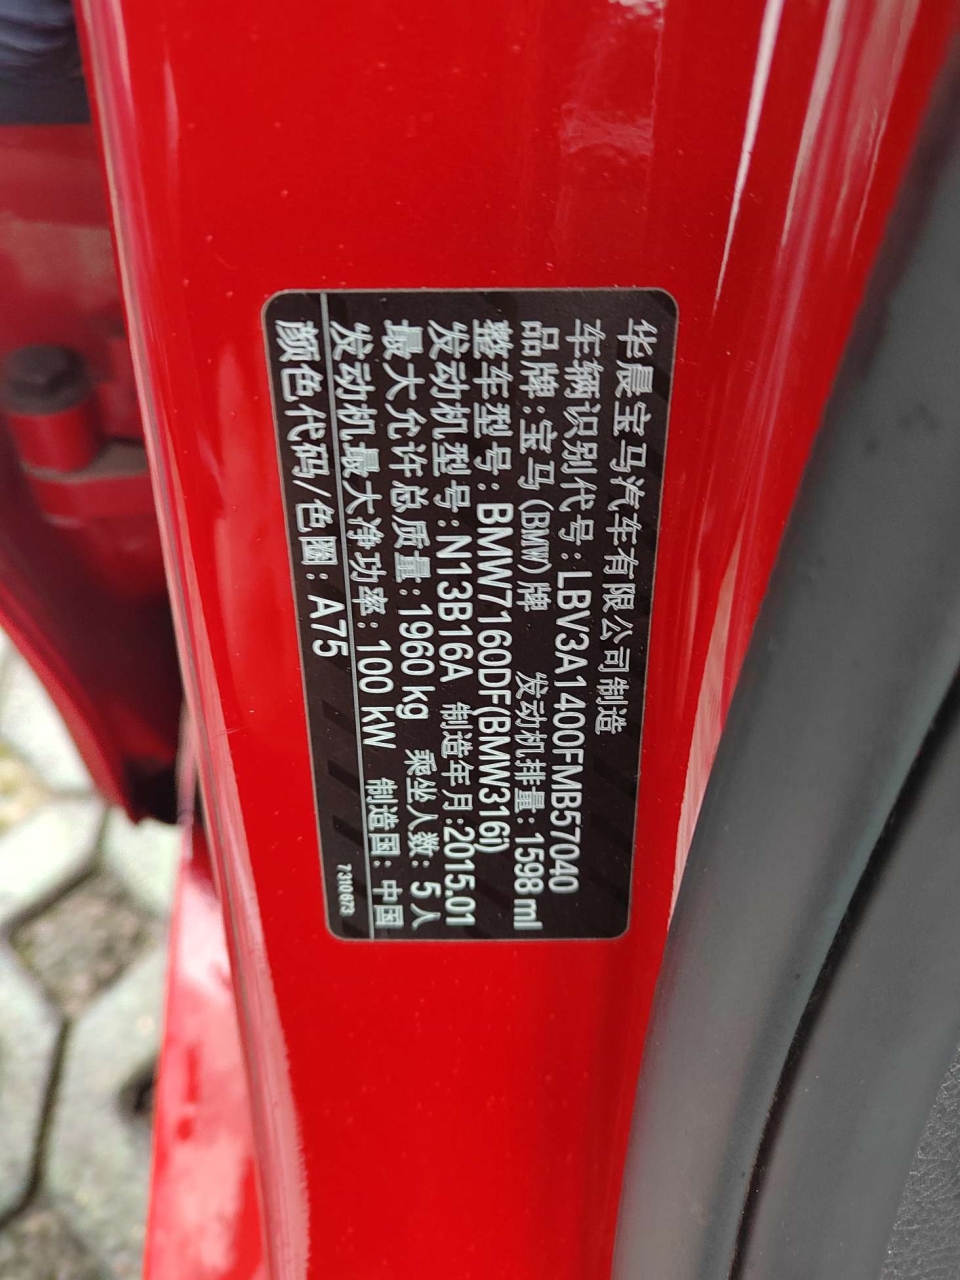 华晨宝马汽车有限公司制造
车辆识别代号:LBV3A1400FMB57040
品牌:宝马(BMW)牌 发动机排量:1598 ml
整车型号:BMW7160DF(BMW316i)
发动机型号:N13B16A 制造年月:2015.01
最大允许总质量:1960 kg 乘坐人数:5人
发动机最大净功率:100 kW 制造国:中国
颜色代码/色圈:A75
7310673